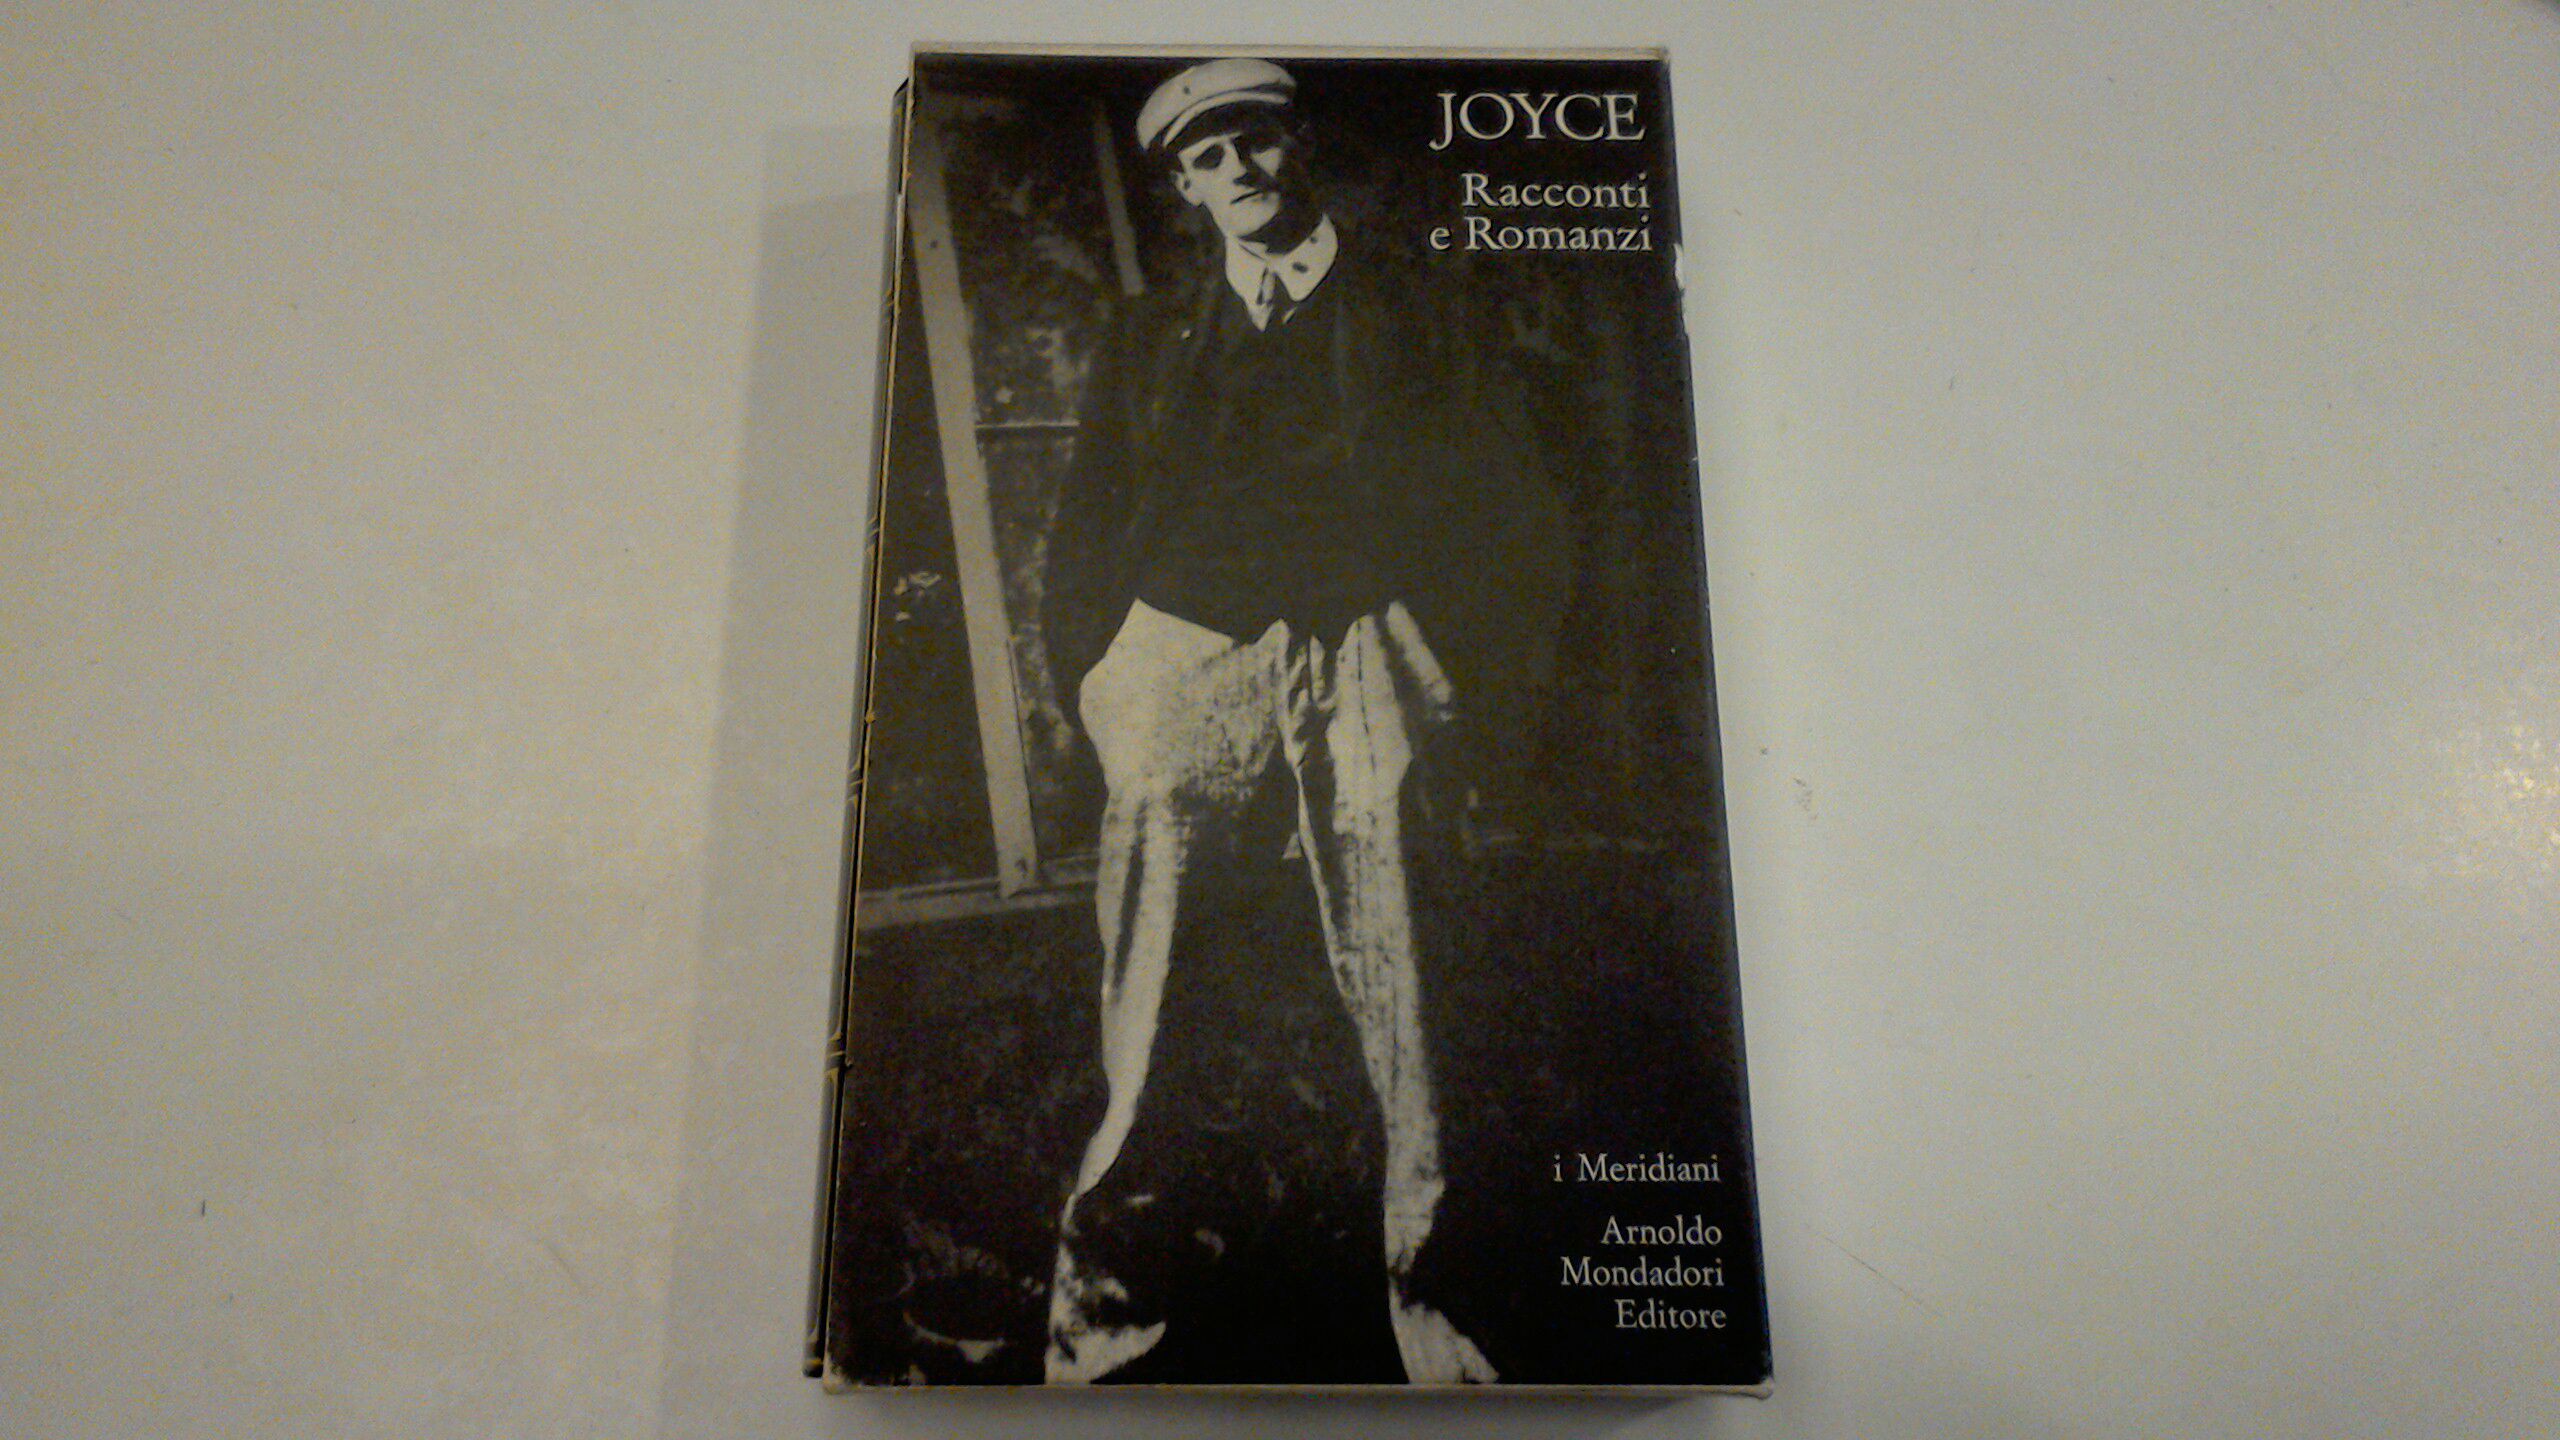 JOYCE
Racconti
e Romanzi
i Meridiani
Arnoldo
Mondadori
Editore